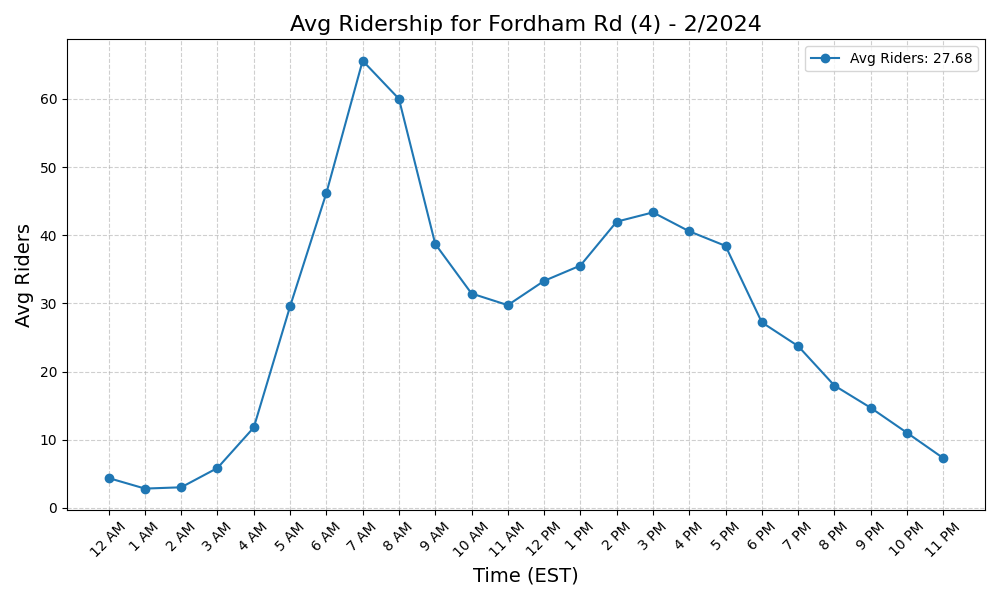 Avg Ridership for Fordham Rd (4) - 2/2024
Avg Riders: 27.68
Avg Riders
60
50
40
30
20
10
0
12 AM
1 AM
2 AM
3 AM
4 AM
5 AM
6 AM
7 AM
8 AM
9 AM
10 AM
11 AM
12 PM
1 PM
2 PM
3 PM
4 PM
5 PM
6 PM
7 PM
8 PM
9 PM
10 PM
11 PM
Time (EST)